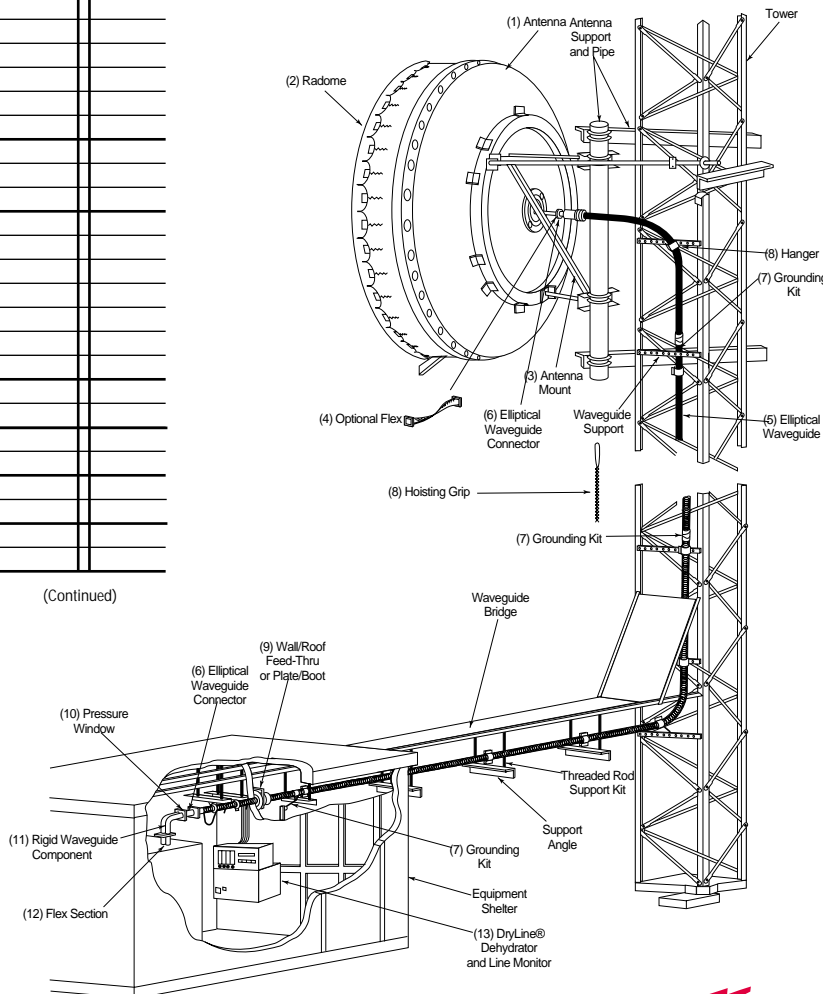 (1) Antenna
Antenna
Support
and Pipe
Tower
(2) Radome
(8) Hanger
(7) Grounding
Kit
(3) Antenna
Mount
(4) Optional Flex
(6) Elliptical
Waveguide
Connector
Waveguide
Support
(5) Elliptical
Waveguide
(8) Hoisting Grip
(7) Grounding Kit
(Continued)
Waveguide
Bridge
(9) Wall/Roof
Feed-Thru
or Plate/Boot
(6) Elliptical
Waveguide
Connector
(10) Pressure
Window
Threaded Rod
Support Kit
Support
Angle
(11) Rigid Waveguide
Component
(7) Grounding
Kit
Equipment
Shelter
(12) Flex Section
(13) DryLine®
Dehydrator
and Line Monitor